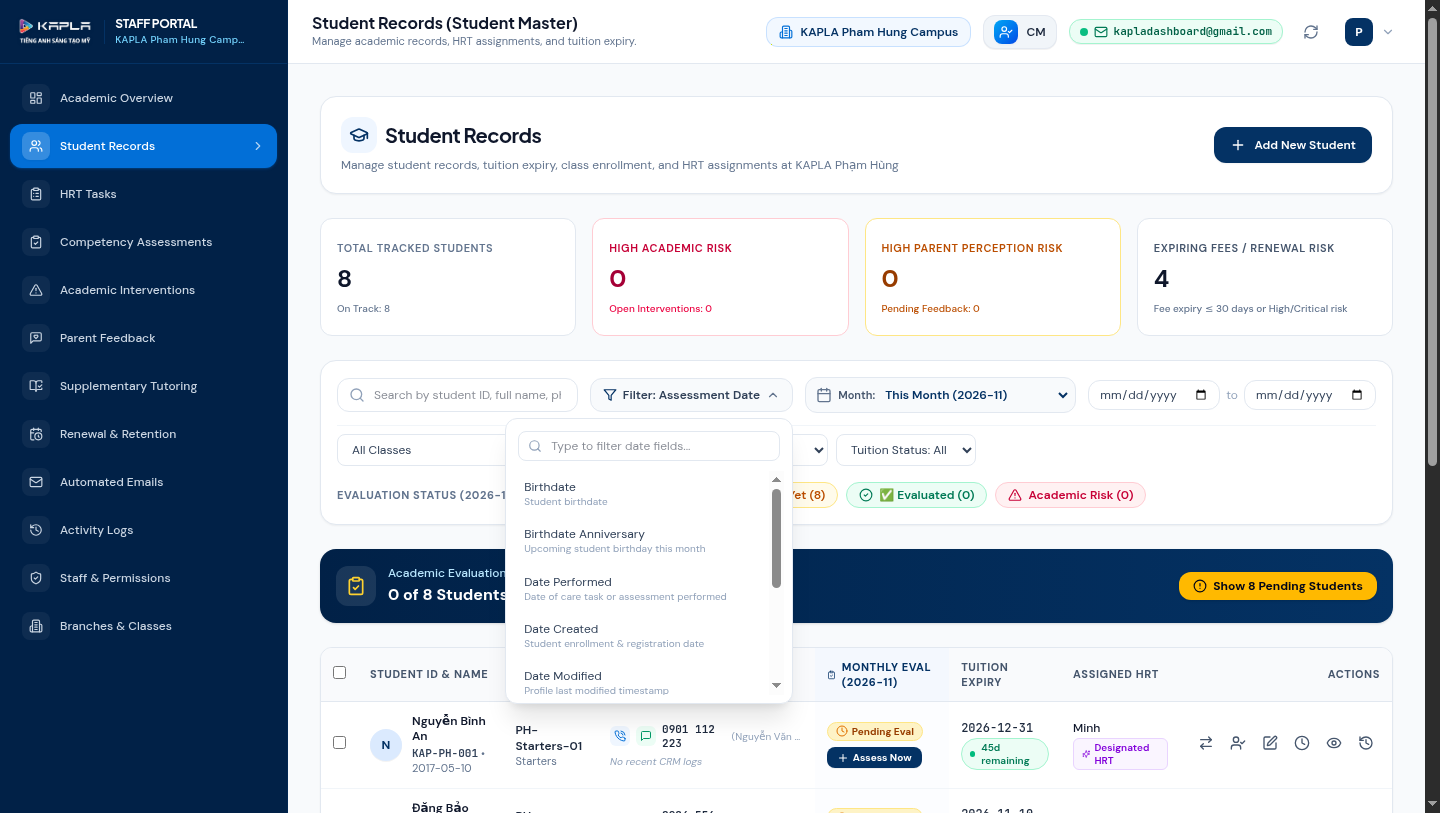 KAPLA
TIẾNG ANH SÁNG TẠO MỸ
STAFF PORTAL
KAPLA Pham Hung Camp...
Academic Overview
Student Records
HRT Tasks
Competency Assessments
Academic Interventions
Parent Feedback
Supplementary Tutoring
Renewal & Retention
Automated Emails
Activity Logs
Staff & Permissions
Branches & Classes
Student Records (Student Master)
Manage academic records, HRT assignments, and tuition expiry.
KAPLA Pham Hung Campus
CM
kapladashboard@gmail.com
P
Student Records
Manage student records, tuition expiry, class enrollment, and HRT assignments at KAPLA Phạm Hùng
Add New Student
TOTAL TRACKED STUDENTS
8
On Track: 8
HIGH ACADEMIC RISK
0
Open Interventions: 0
HIGH PARENT PERCEPTION RISK
0
Pending Feedback: 0
EXPIRING FEES / RENEWAL RISK
4
Fee expiry ≤ 30 days or High/Critical risk
Search by student ID, full name, ph
Filter: Assessment Date
Month: This Month (2026-11)
mm/dd/yyyy to mm/dd/yyyy
All Classes
Tuition Status: All
EVALUATION STATUS (2026-1
Yet (8)
✅ Evaluated (0)
Academic Risk (0)
Type to filter date fields...
Birthdate
Student birthdate
Birthdate Anniversary
Upcoming student birthday this month
Date Performed
Date of care task or assessment performed
Date Created
Student enrollment & registration date
Date Modified
Profile last modified timestamp
Academic Evaluation
0 of 8 Students
Show 8 Pending Students
STUDENT ID & NAME
MONTHLY EVAL (2026-11)
TUITION EXPIRY
ASSIGNED HRT
ACTIONS
N
Nguyễn Bình An
KAP-PH-001 •
2017-05-10
PH-Starters-01
Starters
0901 112 223
(Nguyễn Văn ...
No recent CRM logs
Pending Eval
Assess Now
2026-12-31
45d remaining
Minh
Designated HRT
Đặng Bảo